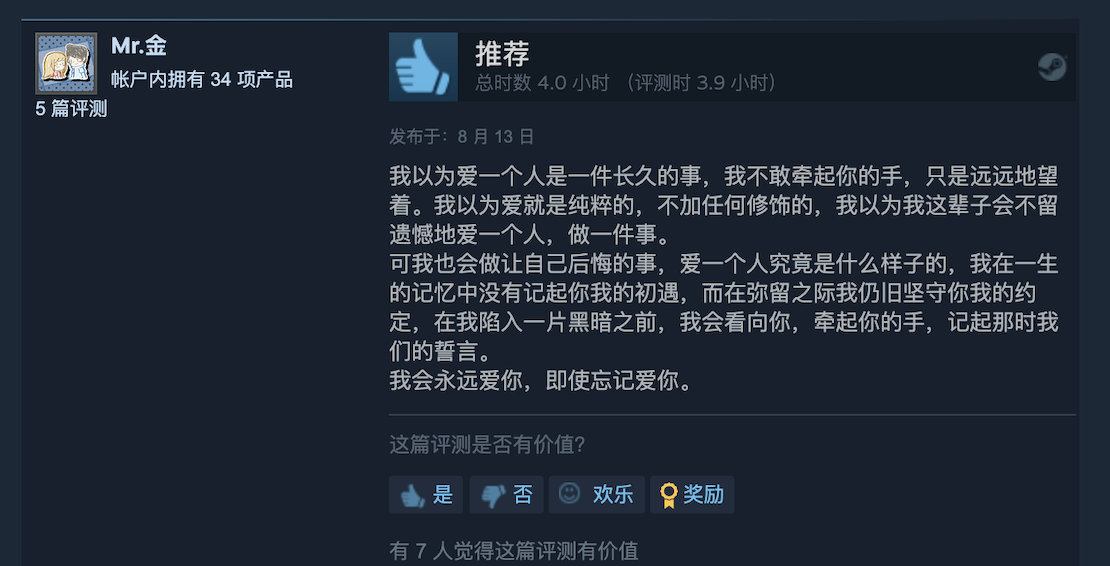 Mr.金
帐户内拥有 34 项产品
5 篇评测
推荐
总时数 4.0 小时 （评测时 3.9 小时）
发布于：8 月 13 日
我以为爱一个人是一件长久的事，我不敢牵起你的手，只是远远地望
着。我以为爱就是纯粹的，不加任何修饰的，我以为我这辈子会不留
遗憾地爱一个人，做一件事。
可我也会做让自己后悔的事，爱一个人究竟是什么样子的，我在一生
的记忆中没有记起你我的初遇，而在弥留之际我仍旧坚守你我的约
定，在我陷入一片黑暗之前，我会看向你，牵起你的手，记起那时我
们的誓言。
我会永远爱你，即使忘记爱你。
这篇评测是否有价值?
是 否 欢乐 奖励
有 7 人觉得这篇评测有价值